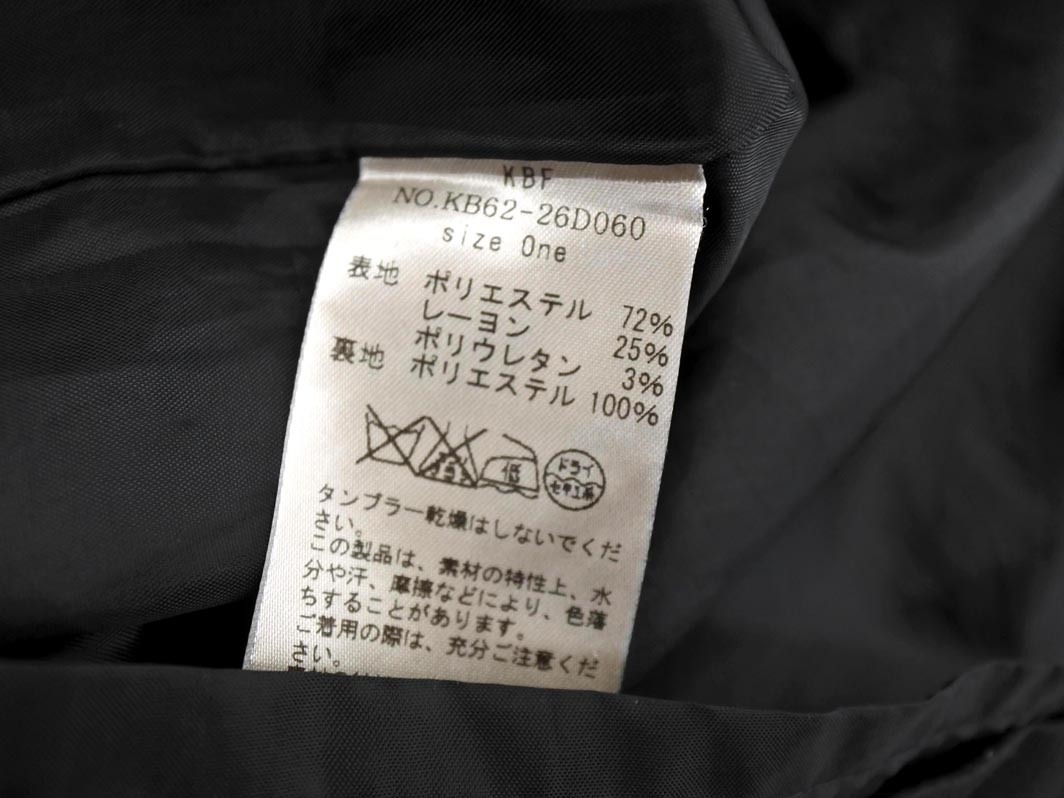 KBF
NO.KB62-26D060
size One
表地 ポリエステル 72%
レーヨン 25%
ポリウレタン 3%
裏地 ポリエステル 100%
低 ドライ
セキユ系
タンブラー乾燥はしないでくだ
さい。
この製品は、素材の特性上、水
分や汗、摩擦などにより、色落
ちすることがあります。
ご着用の際は、充分ご注意くだ
さい。